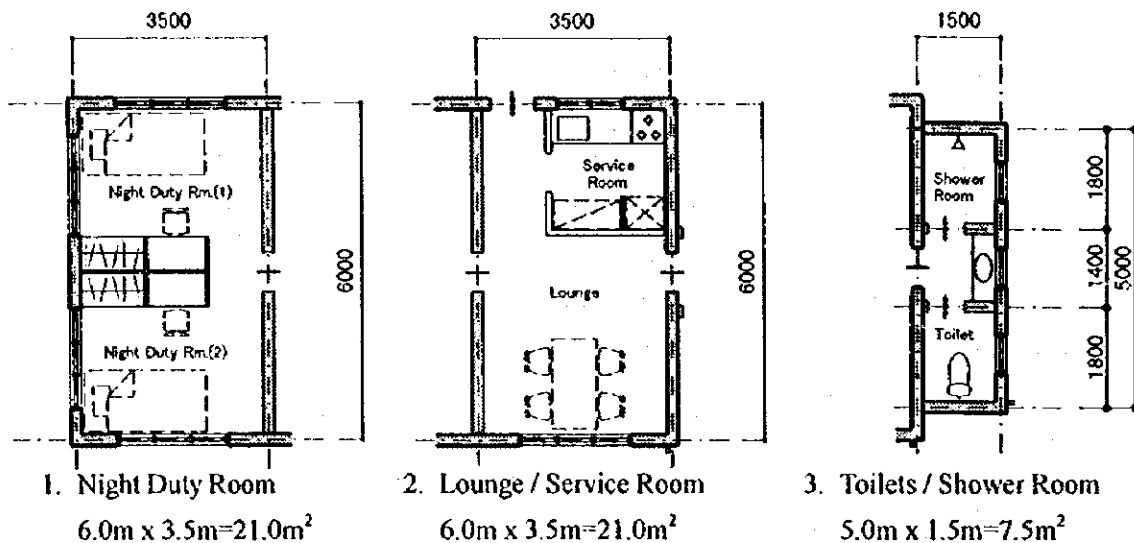 3500
3500
1500
Night Duty Rm.(1)
6000
Night Duty Rm.(2)
Service
Room
Lounge
6000
Shower
Room
Toilet
1800
1400
1800
5000
1. Night Duty Room
6.0m x 3.5m=21.0m²
2. Lounge / Service Room
6.0m x 3.5m=21.0m²
3. Toilets / Shower Room
5.0m x 1.5m=7.5m²